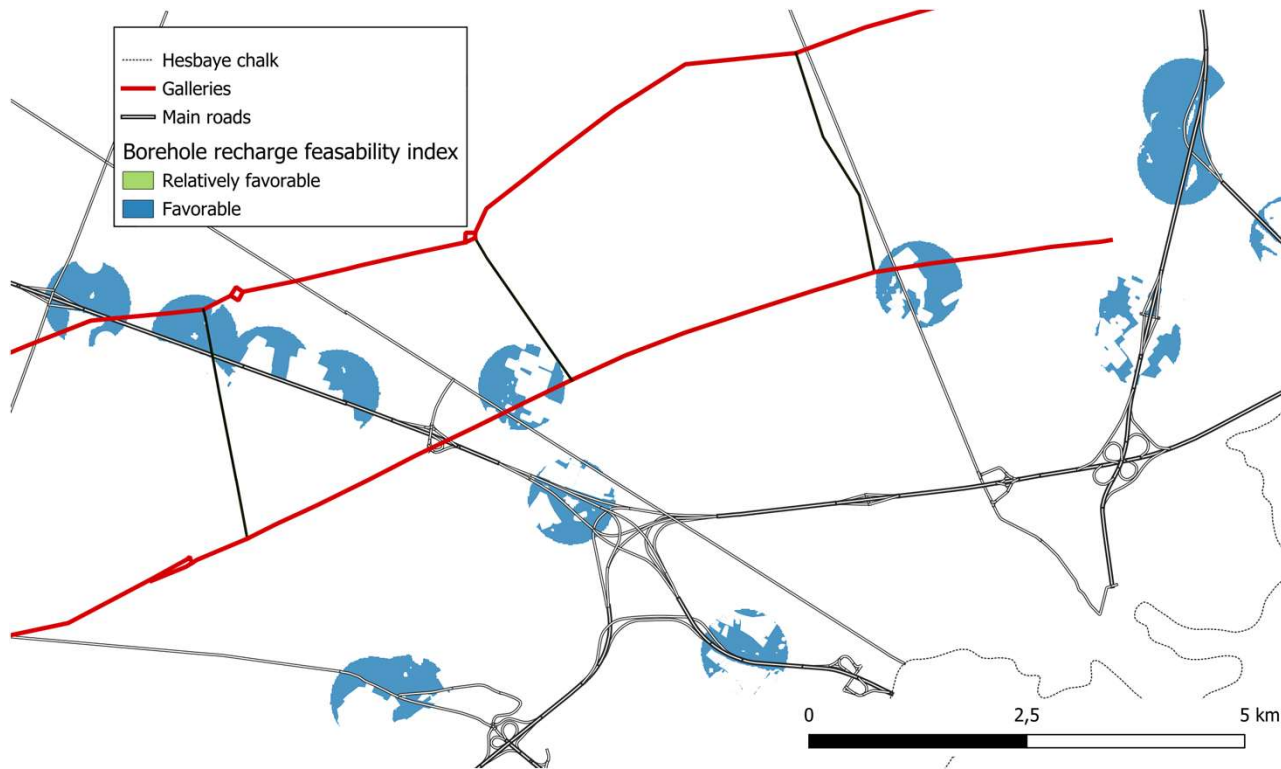 Hesbaye chalk
Galleries
Main roads
Borehole recharge feasability index
Relatively favorable
Favorable
0 2,5 5 km